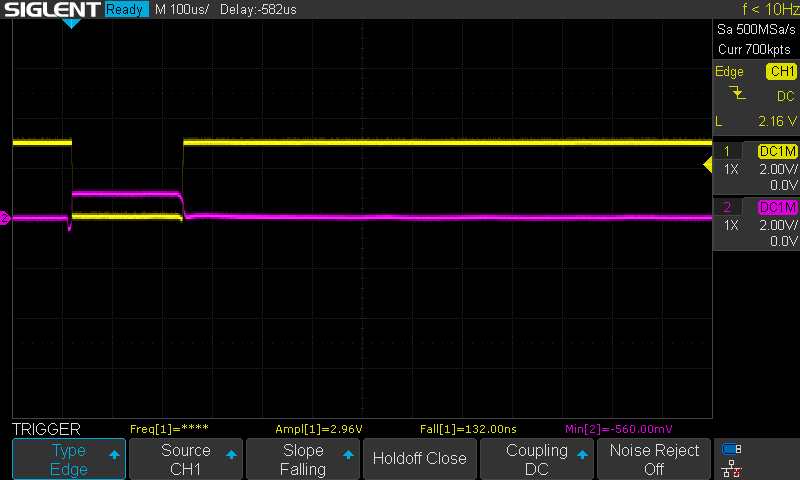 SIGLENT Ready M 100us/ Delay:-582us f < 10Hz
Sa 500MSa/s
Curr 700kpts
Edge CH1
DC
L 2.16 V
1 DC1M
1X 2.00V/
0.0V
2 DC1M
1X 2.00V/
0.0V
2
TRIGGER Freq[1]=**** Ampl[1]=2.96V Fall[1]=132.00ns Min[2]=-560.00mV
Type
Edge
Source
CH1
Slope
Falling
Holdoff Close
Coupling
DC
Noise Reject
Off